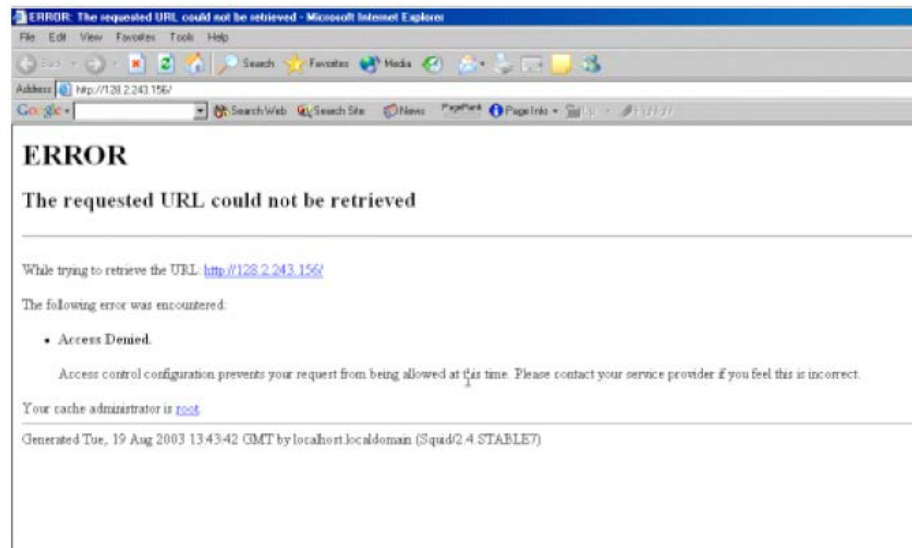 ERROR: The requested URL could not be retrieved - Microsoft Internet Explorer
File Edit View Favorites Tools Help
Back Search Favorites Media
Address http://128.2.243.156/
Google Search Web Search Site News PageRank Page Info Up Highlight
ERROR
The requested URL could not be retrieved
While trying to retrieve the URL: http://128.2.243.156/
The following error was encountered:
• Access Denied.
Access control configuration prevents your request from being allowed at this time. Please contact your service provider if you feel this is incorrect.
Your cache administrator is root.
Generated Tue, 19 Aug 2003 13:43:42 GMT by localhost.localdomain (Squid/2.4.STABLE7)